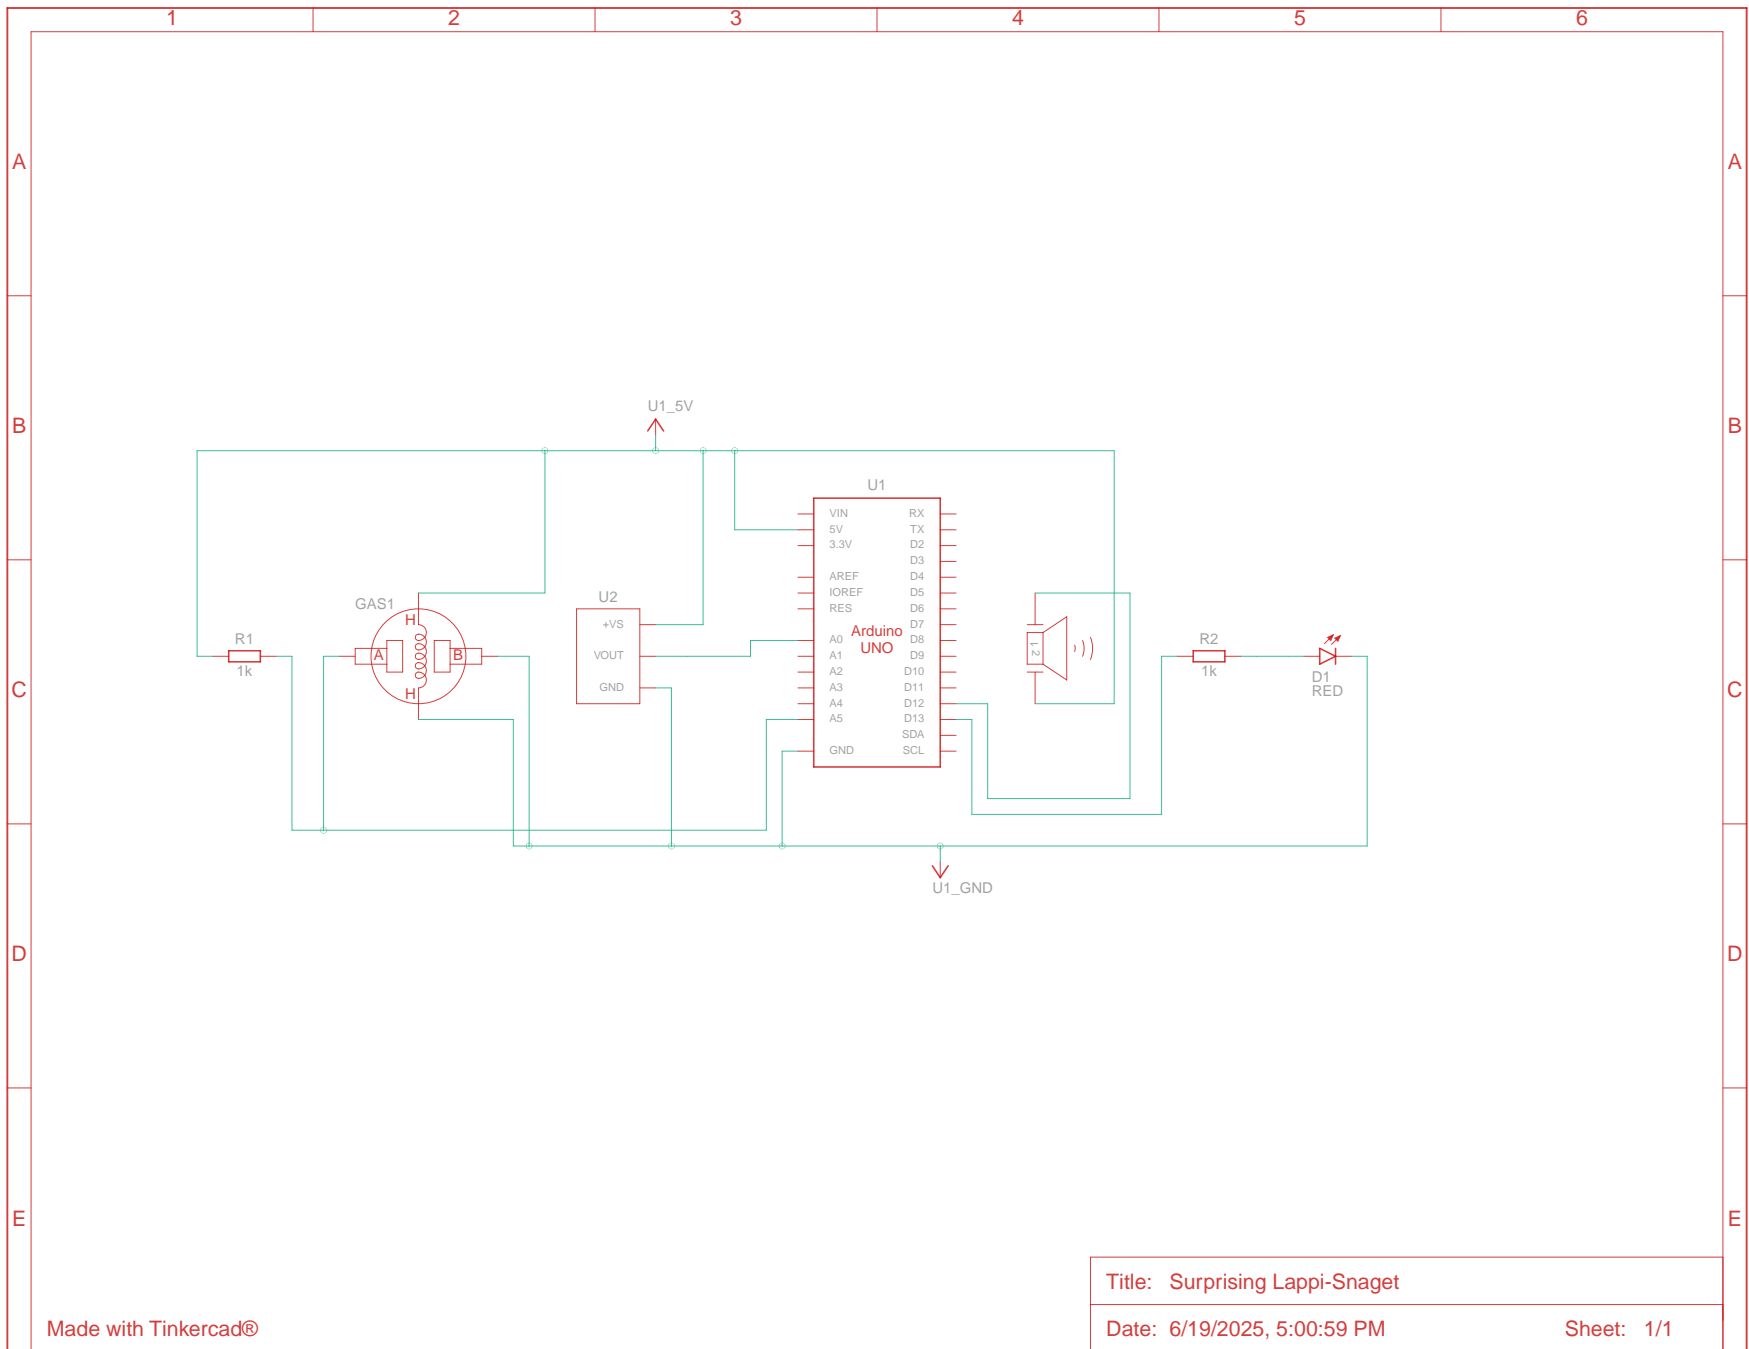 1 2 3 4 5 6
A A
B B
C C
D D
E E
U1_5V
U1
VIN RX
5V TX
3.3V D2
D3
AREF D4
IOREF D5
RES D6
D7
A0 D8
A1 D9
A2 D10
A3 D11
A4 D12
A5 D13
SDA
GND SCL
Arduino
UNO
GAS1
H
A B
H
R1
1k
U2
+VS
VOUT
GND
1 2
R2
1k
D1
RED
U1_GND
Title: Surprising Lappi-Snaget
Made with Tinkercad®
Date: 6/19/2025, 5:00:59 PM Sheet: 1/1